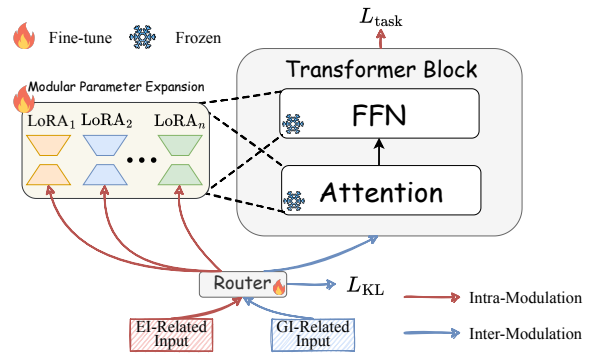 L_task
Fine-tune
Frozen
Transformer Block
Modular Parameter Expansion
FFN
LoRA_1 LoRA_2 LoRA_n
Attention
Router
L_KL
Intra-Modulation
EI-Related
Input
GI-Related
Input
Inter-Modulation